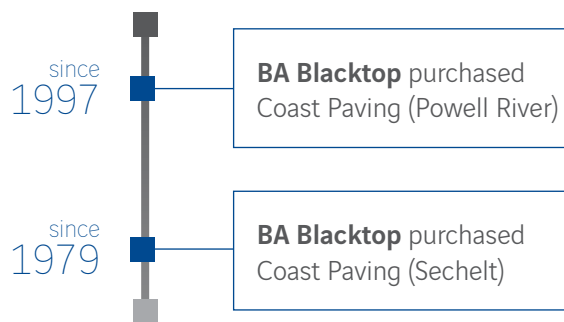 since
1997
BA Blacktop purchased
Coast Paving (Powell River)
since
1979
BA Blacktop purchased
Coast Paving (Sechelt)